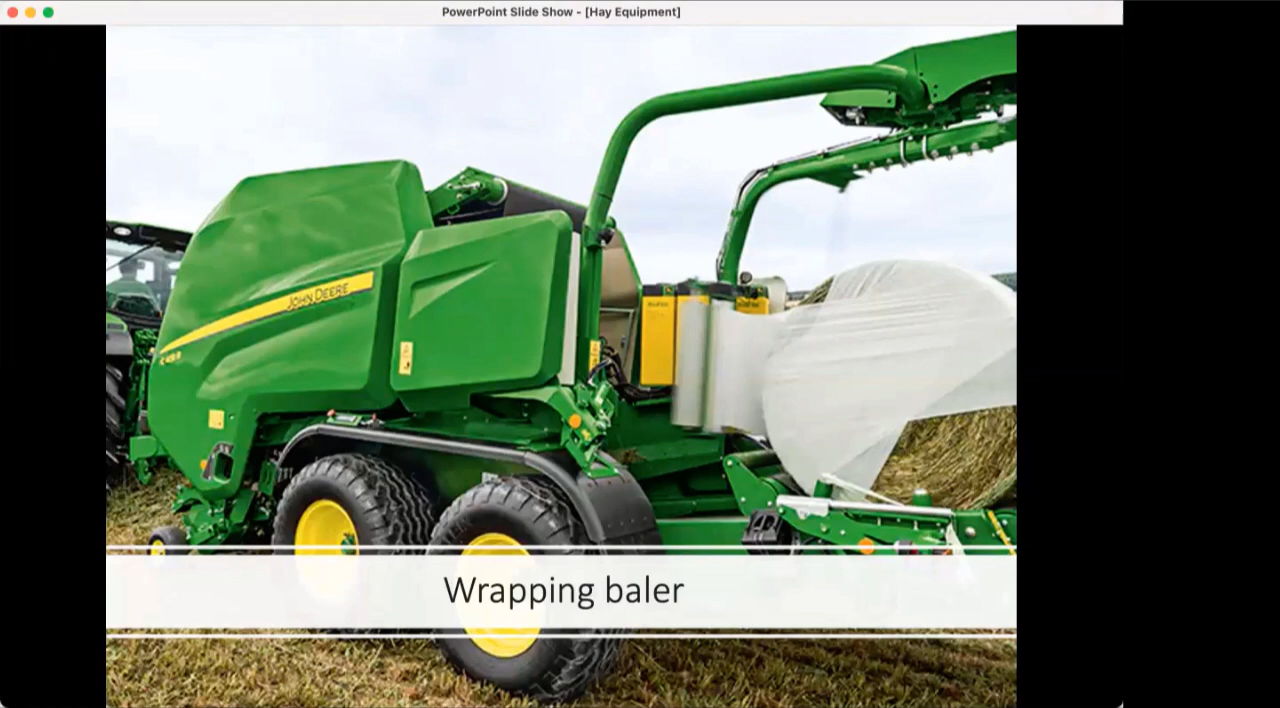 PowerPoint Slide Show - [Hay Equipment]
JOHN DEERE
Wrapping baler